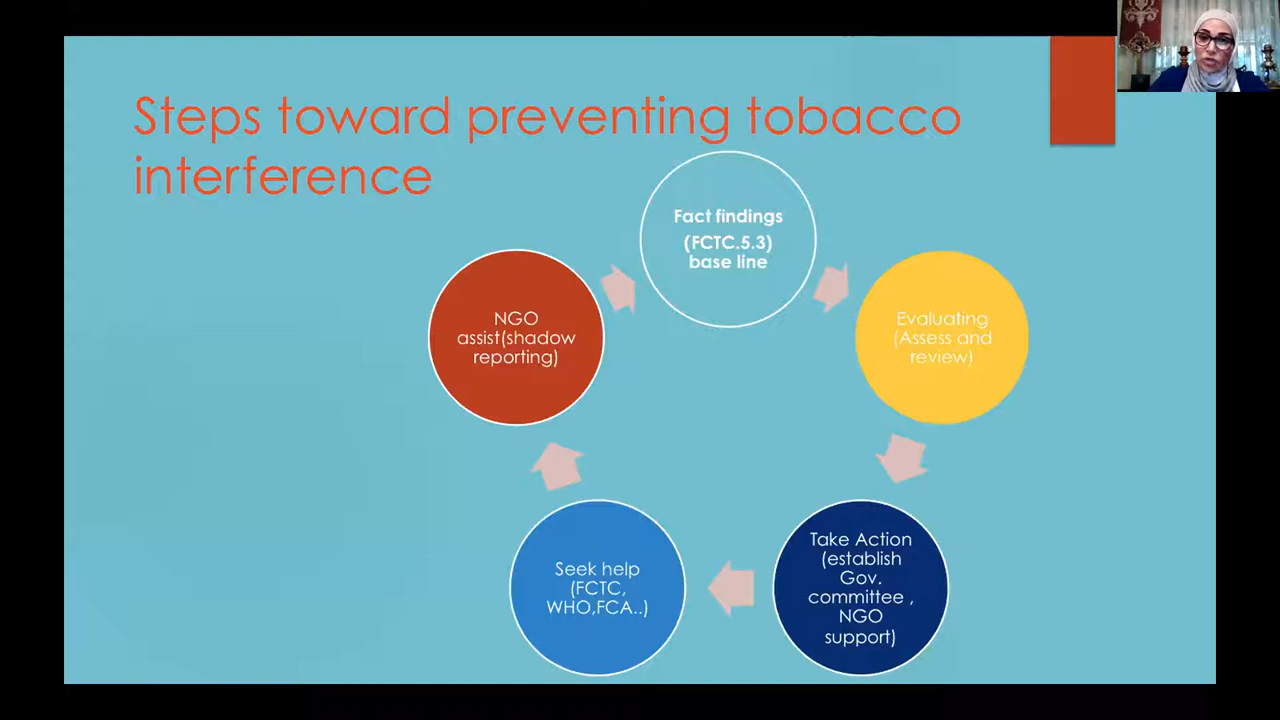 Steps toward preventing tobacco
interference
Fact findings
(FCTC.5.3)
base line
Evaluating
(Assess and
review)
Take Action
(establish
Gov.
committee ,
NGO
support)
Seek help
(FCTC,
WHO,FCA..)
NGO
assist(shadow
reporting)